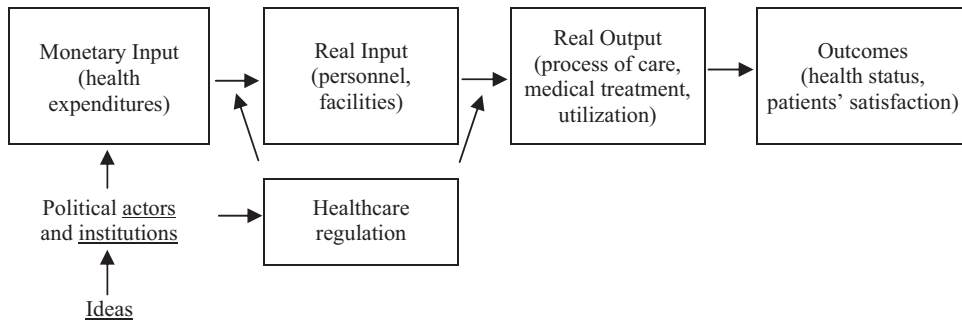 Monetary Input
(health
expenditures)
Real Input
(personnel,
facilities)
Real Output
(process of care,
medical treatment,
utilization)
Outcomes
(health status,
patients’ satisfaction)
Political actors
and institutions
Healthcare
regulation
Ideas